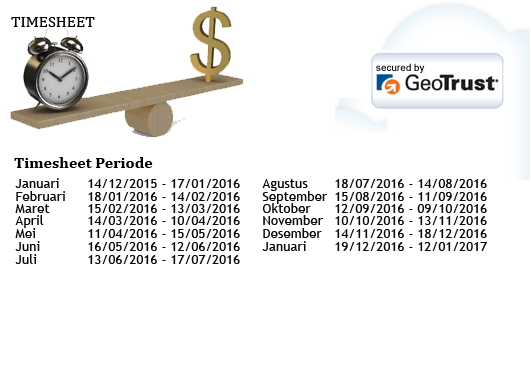 TIMESHEET
$
secured by
GeoTrust
Timesheet Periode
Januari 14/12/2015 - 17/01/2016
Februari 18/01/2016 - 14/02/2016
Maret 15/02/2016 - 13/03/2016
April 14/03/2016 - 10/04/2016
Mei 11/04/2016 - 15/05/2016
Juni 16/05/2016 - 12/06/2016
Juli 13/06/2016 - 17/07/2016
Agustus 18/07/2016 - 14/08/2016
September 15/08/2016 - 11/09/2016
Oktober 12/09/2016 - 09/10/2016
November 10/10/2016 - 13/11/2016
Desember 14/11/2016 - 18/12/2016
Januari 19/12/2016 - 12/01/2017